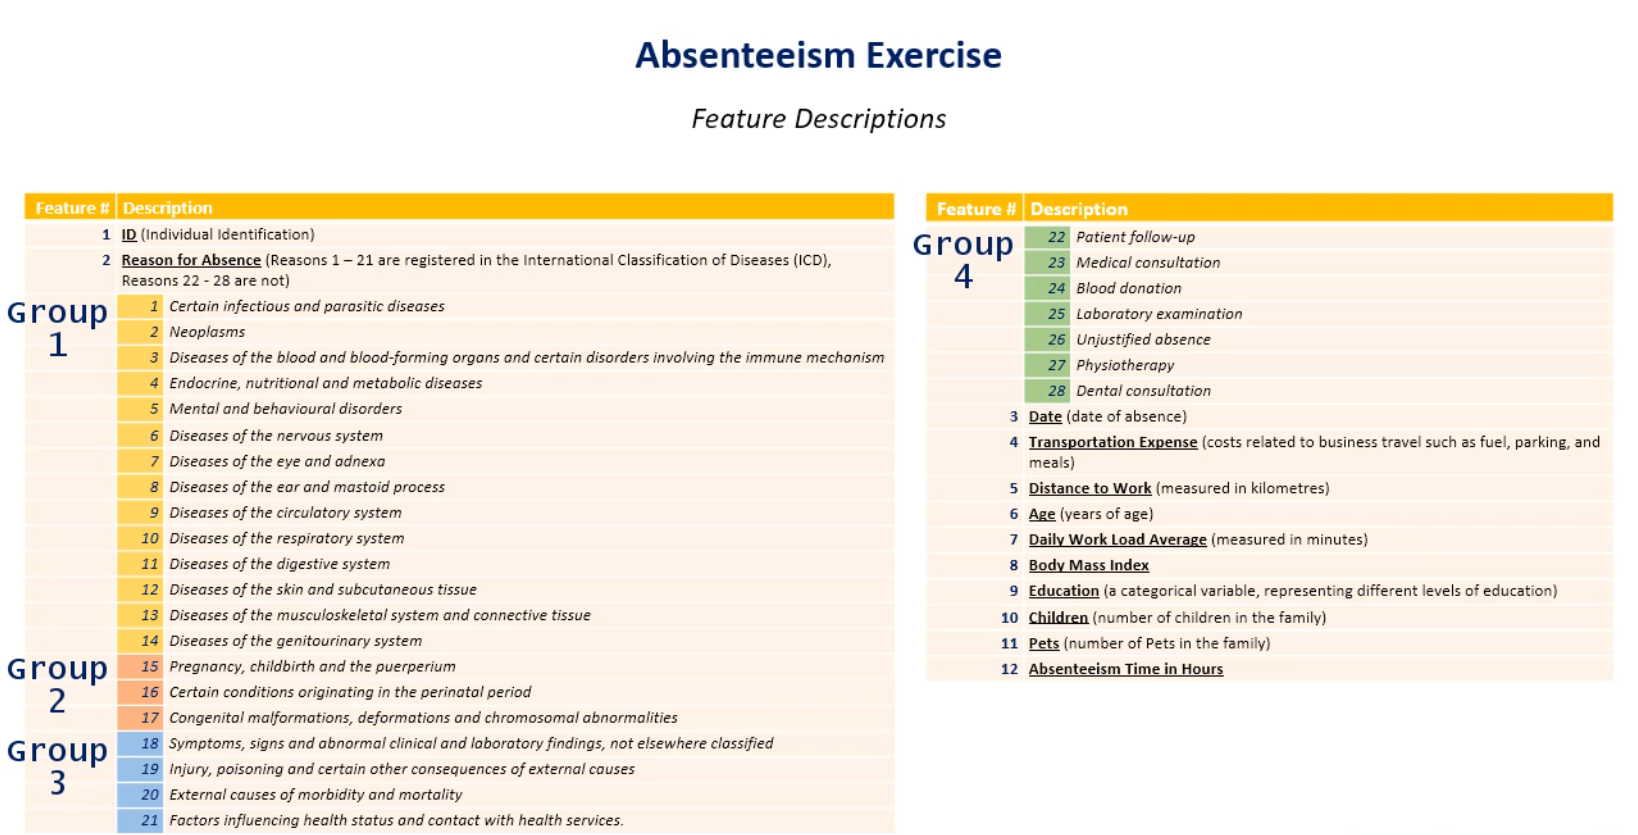 Absenteeism Exercise
Feature Descriptions
Feature # Description
1 ID (Individual Identification)
2 Reason for Absence (Reasons 1 – 21 are registered in the International Classification of Diseases (ICD),
Reasons 22 - 28 are not)
Group
1
1 Certain infectious and parasitic diseases
2 Neoplasms
3 Diseases of the blood and blood-forming organs and certain disorders involving the immune mechanism
4 Endocrine, nutritional and metabolic diseases
5 Mental and behavioural disorders
6 Diseases of the nervous system
7 Diseases of the eye and adnexa
8 Diseases of the ear and mastoid process
9 Diseases of the circulatory system
10 Diseases of the respiratory system
11 Diseases of the digestive system
12 Diseases of the skin and subcutaneous tissue
13 Diseases of the musculoskeletal system and connective tissue
14 Diseases of the genitourinary system
Group
2
15 Pregnancy, childbirth and the puerperium
16 Certain conditions originating in the perinatal period
17 Congenital malformations, deformations and chromosomal abnormalities
Group
3
18 Symptoms, signs and abnormal clinical and laboratory findings, not elsewhere classified
19 Injury, poisoning and certain other consequences of external causes
20 External causes of morbidity and mortality
21 Factors influencing health status and contact with health services.
Feature # Description
Group
4
22 Patient follow-up
23 Medical consultation
24 Blood donation
25 Laboratory examination
26 Unjustified absence
27 Physiotherapy
28 Dental consultation
3 Date (date of absence)
4 Transportation Expense (costs related to business travel such as fuel, parking, and
meals)
5 Distance to Work (measured in kilometres)
6 Age (years of age)
7 Daily Work Load Average (measured in minutes)
8 Body Mass Index
9 Education (a categorical variable, representing different levels of education)
10 Children (number of children in the family)
11 Pets (number of Pets in the family)
12 Absenteeism Time in Hours